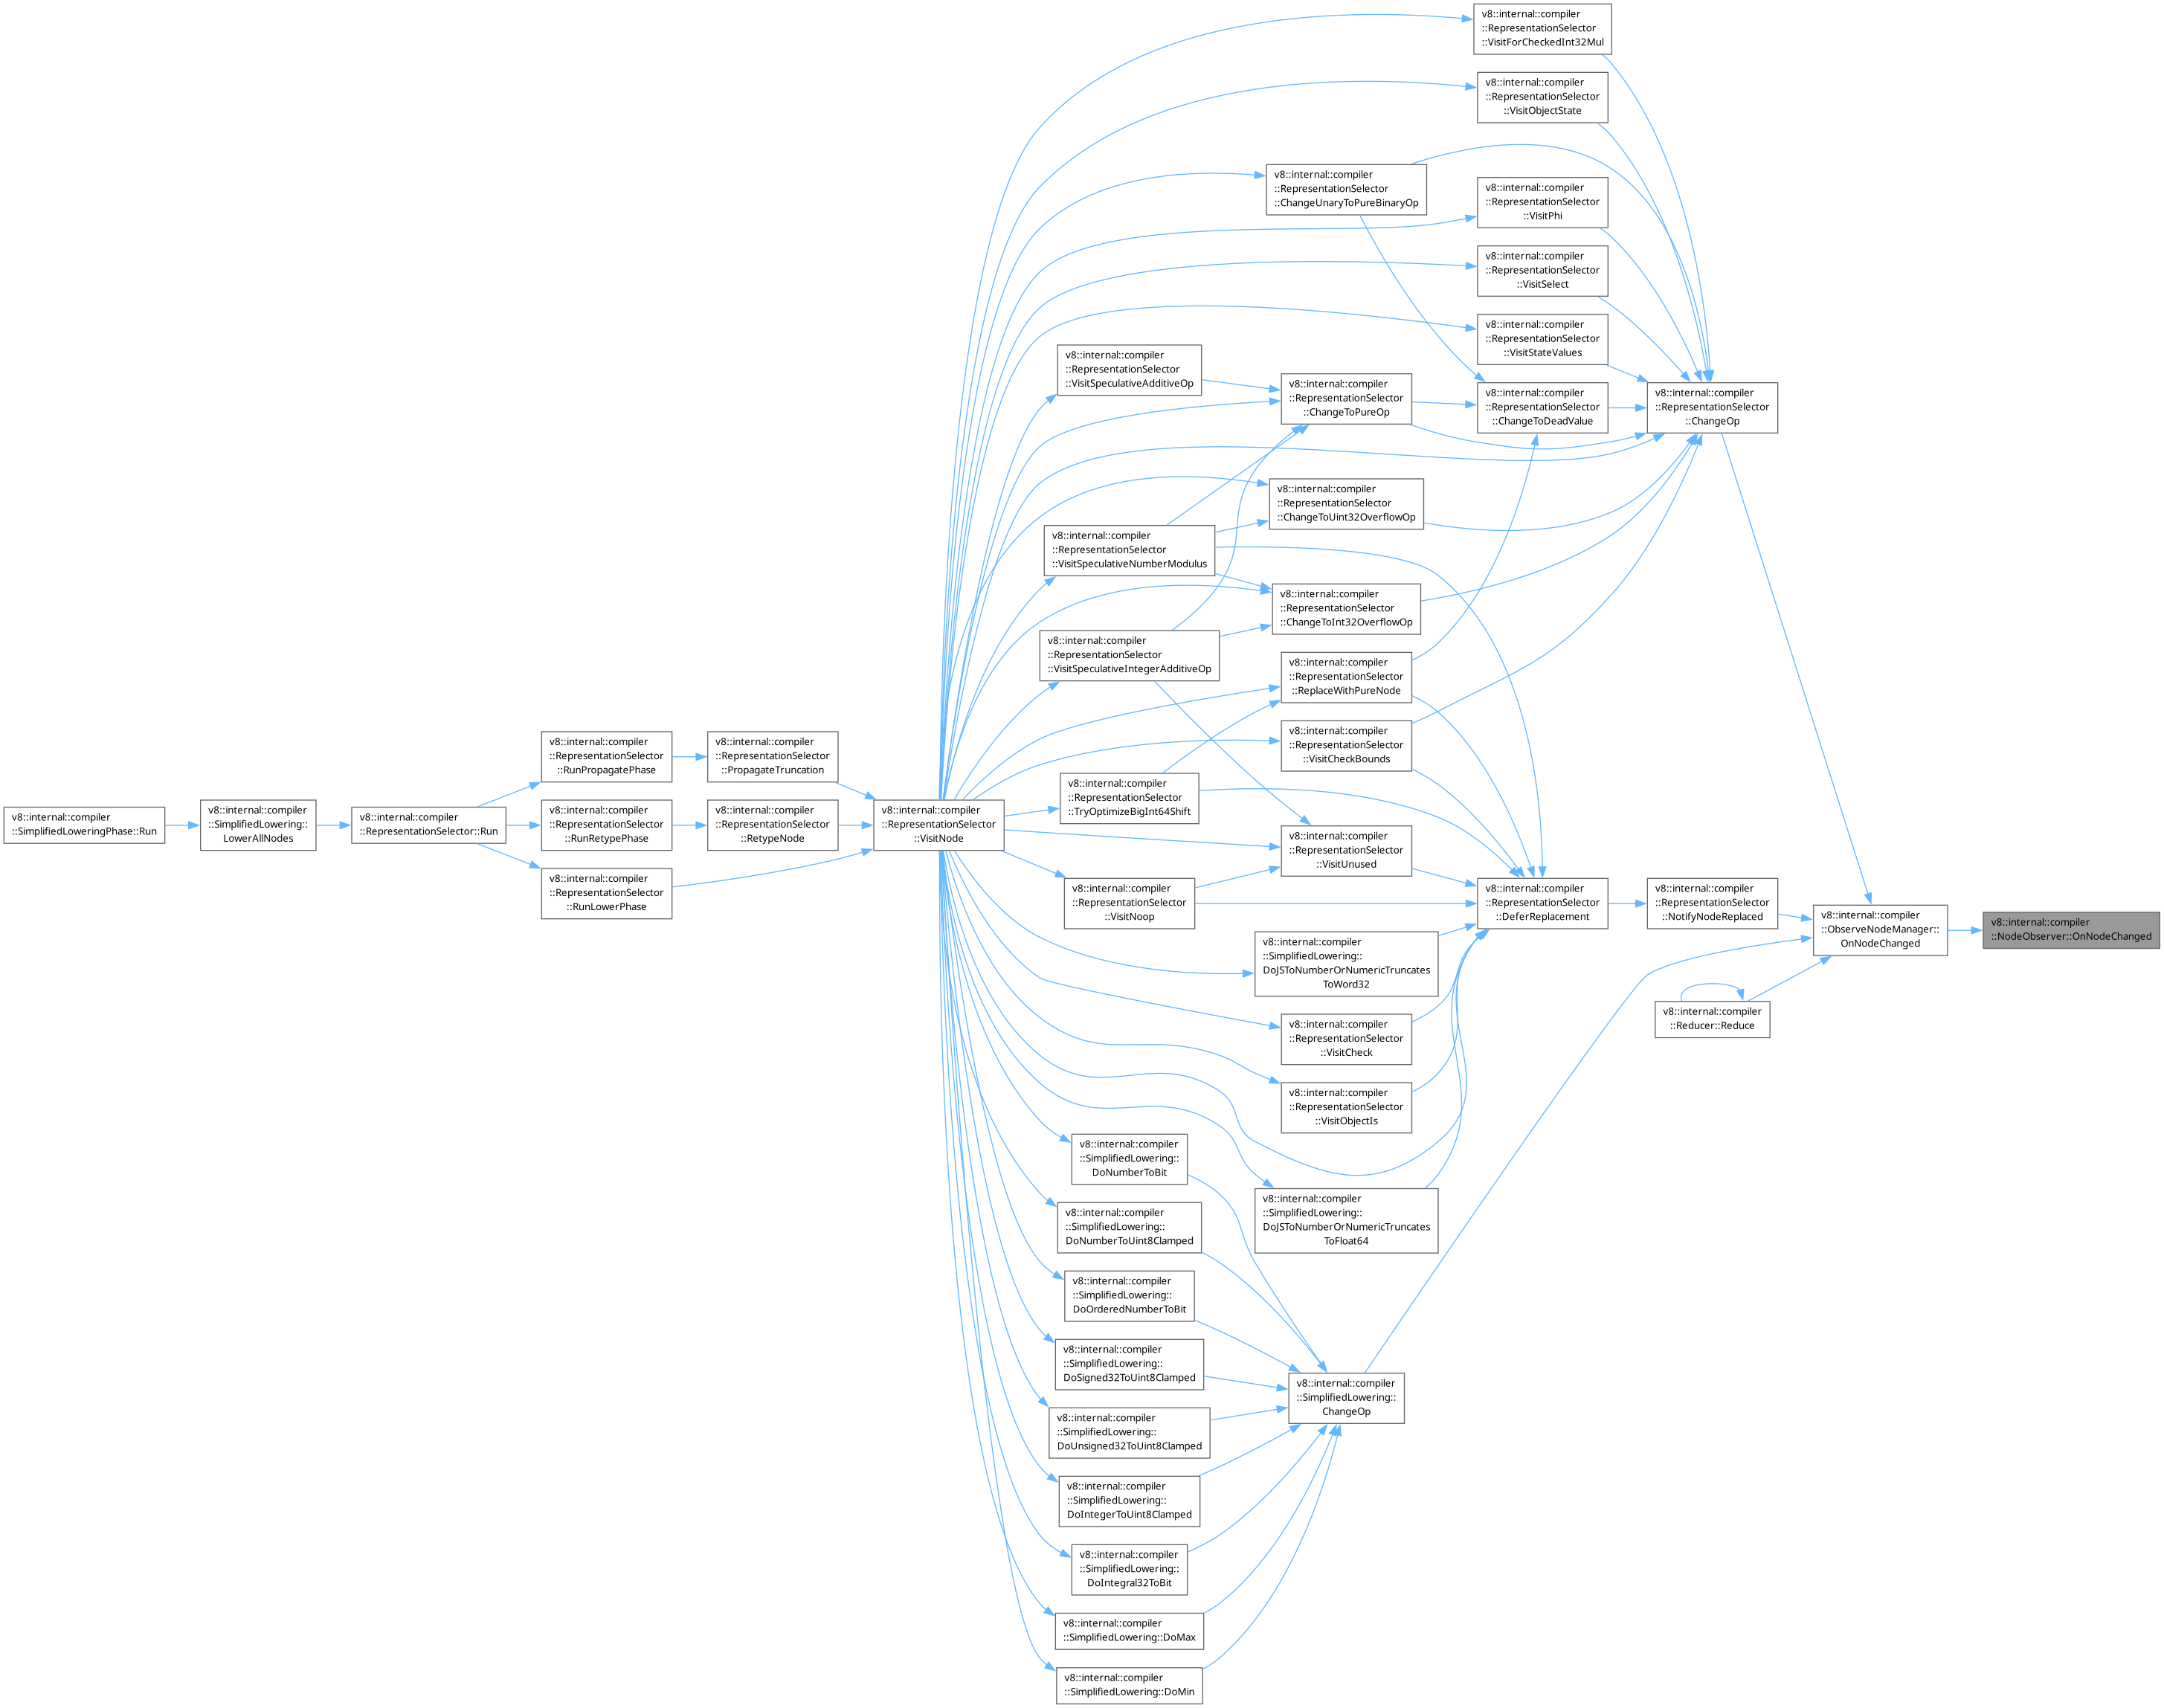 v8::internal::compiler
::RepresentationSelector
::VisitForCheckedInt32Mul
v8::internal::compiler
::RepresentationSelector
::VisitObjectState
v8::internal::compiler
::RepresentationSelector
::ChangeUnaryToPureBinaryOp
v8::internal::compiler
::RepresentationSelector
::VisitPhi
v8::internal::compiler
::RepresentationSelector
::VisitSelect
v8::internal::compiler
::RepresentationSelector
::VisitStateValues
v8::internal::compiler
::RepresentationSelector
::VisitSpeculativeAdditiveOp
v8::internal::compiler
::RepresentationSelector
::ChangeToPureOp
v8::internal::compiler
::RepresentationSelector
::ChangeToDeadValue
v8::internal::compiler
::RepresentationSelector
::ChangeOp
v8::internal::compiler
::RepresentationSelector
::ChangeToUint32OverflowOp
v8::internal::compiler
::RepresentationSelector
::VisitSpeculativeNumberModulus
v8::internal::compiler
::RepresentationSelector
::ChangeToInt32OverflowOp
v8::internal::compiler
::RepresentationSelector
::VisitSpeculativeIntegerAdditiveOp
v8::internal::compiler
::RepresentationSelector
::ReplaceWithPureNode
v8::internal::compiler
::RepresentationSelector
::VisitCheckBounds
v8::internal::compiler
::RepresentationSelector
::RunPropagatePhase
v8::internal::compiler
::RepresentationSelector
::PropagateTruncation
v8::internal::compiler
::RepresentationSelector
::TryOptimizeBigInt64Shift
v8::internal::compiler
::SimplifiedLoweringPhase::Run
v8::internal::compiler
::SimplifiedLowering::
LowerAllNodes
v8::internal::compiler
::RepresentationSelector::Run
v8::internal::compiler
::RepresentationSelector
::RunRetypePhase
v8::internal::compiler
::RepresentationSelector
::RetypeNode
v8::internal::compiler
::RepresentationSelector
::VisitNode
v8::internal::compiler
::RepresentationSelector
::VisitUnused
v8::internal::compiler
::RepresentationSelector
::RunLowerPhase
v8::internal::compiler
::RepresentationSelector
::VisitNoop
v8::internal::compiler
::RepresentationSelector
::DeferReplacement
v8::internal::compiler
::RepresentationSelector
::NotifyNodeReplaced
v8::internal::compiler
::ObserveNodeManager::
OnNodeChanged
v8::internal::compiler
::NodeObserver::OnNodeChanged
v8::internal::compiler
::SimplifiedLowering::
DoJSToNumberOrNumericTruncates
ToWord32
v8::internal::compiler
::Reducer::Reduce
v8::internal::compiler
::RepresentationSelector
::VisitCheck
v8::internal::compiler
::RepresentationSelector
::VisitObjectIs
v8::internal::compiler
::SimplifiedLowering::
DoNumberToBit
v8::internal::compiler
::SimplifiedLowering::
DoJSToNumberOrNumericTruncates
ToFloat64
v8::internal::compiler
::SimplifiedLowering::
DoNumberToUint8Clamped
v8::internal::compiler
::SimplifiedLowering::
DoOrderedNumberToBit
v8::internal::compiler
::SimplifiedLowering::
DoSigned32ToUint8Clamped
v8::internal::compiler
::SimplifiedLowering::
ChangeOp
v8::internal::compiler
::SimplifiedLowering::
DoUnsigned32ToUint8Clamped
v8::internal::compiler
::SimplifiedLowering::
DoIntegerToUint8Clamped
v8::internal::compiler
::SimplifiedLowering::
DoIntegral32ToBit
v8::internal::compiler
::SimplifiedLowering::DoMax
v8::internal::compiler
::SimplifiedLowering::DoMin